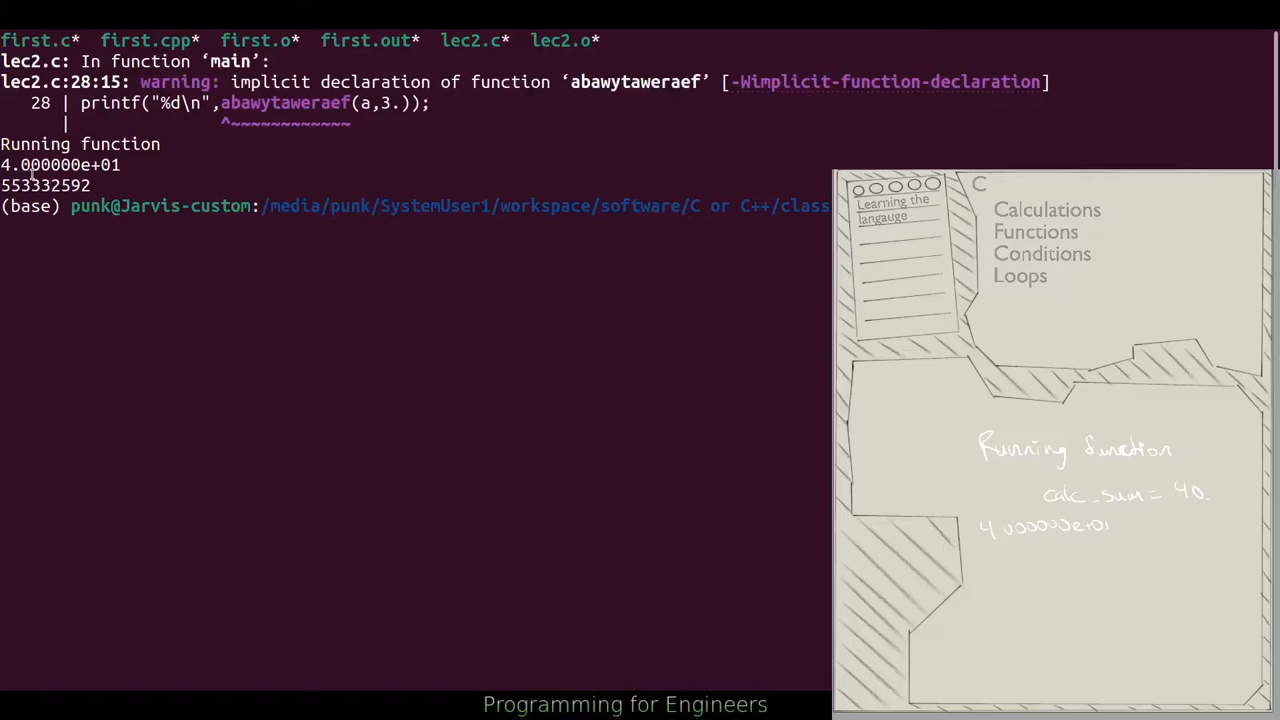 first.c*  first.cpp*  first.o*  first.out*  lec2.c*  lec2.o*
lec2.c: In function ‘main’:
lec2.c:28:15: warning: implicit declaration of function ‘abawytaweraef’ [-Wimplicit-function-declaration]
28 | printf("%d\n",abawytaweraef(a,3.));
| ^~~~~~~~~~~~~
Running function
4.000000e+01
553332592
(base) punk@Jarvis-custom:/media/punk/SystemUser1/workspace/software/C or C++/class
Learning the
langauge
C
Calculations
Functions
Conditions
Loops
Running function
calc_sum = 40.
4 000000e+01
Programming for Engineers